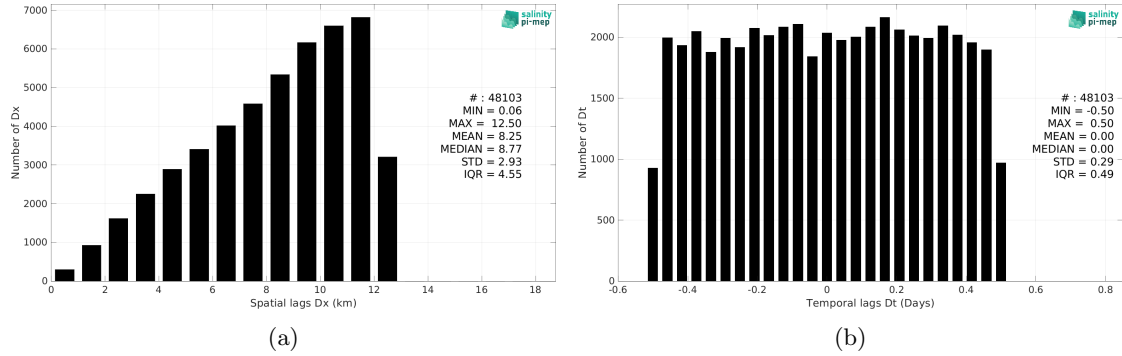 7000
6000
5000
4000
3000
2000
1000
0
Number of Dx
0 2 4 6 8 10 12 14 16 18
Spatial lags Dx (km)
salinity
pi-mep
# : 48103
MIN = 0.06
MAX = 12.50
MEAN = 8.25
MEDIAN = 8.77
STD = 2.93
IQR = 4.55
(a)
2000
1500
1000
500
0
Number of Dt
-0.6 -0.4 -0.2 0 0.2 0.4 0.6 0.8
Temporal lags Dt (Days)
salinity
pi-mep
# : 48103
MIN = -0.50
MAX = 0.50
MEAN = 0.00
MEDIAN = 0.00
STD = 0.29
IQR = 0.49
(b)